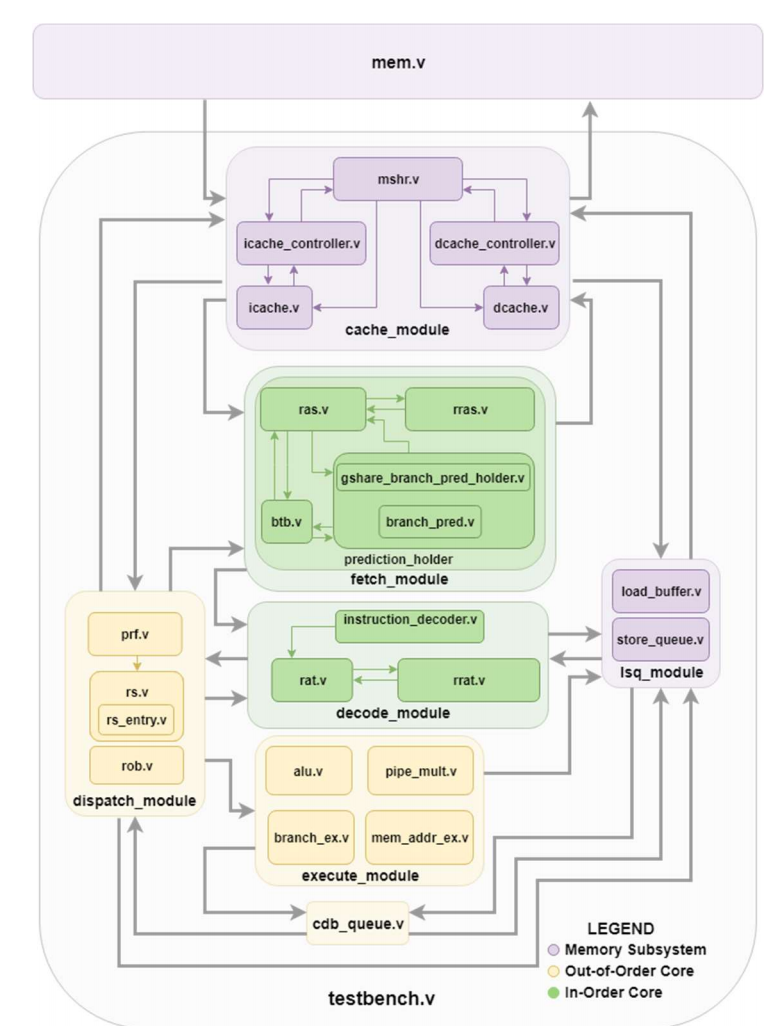 mem.v
mshr.v
icache_controller.v
dcache_controller.v
icache.v
dcache.v
cache_module
ras.v
rras.v
gshare_branch_pred_holder.v
btb.v
branch_pred.v
prediction_holder
fetch_module
load_buffer.v
store_queue.v
lsq_module
instruction_decoder.v
rat.v
rrat.v
decode_module
prf.v
rs.v
rs_entry.v
rob.v
dispatch_module
alu.v
pipe_mult.v
branch_ex.v
mem_addr_ex.v
execute_module
cdb_queue.v
LEGEND
Memory Subsystem
Out-of-Order Core
In-Order Core
testbench.v